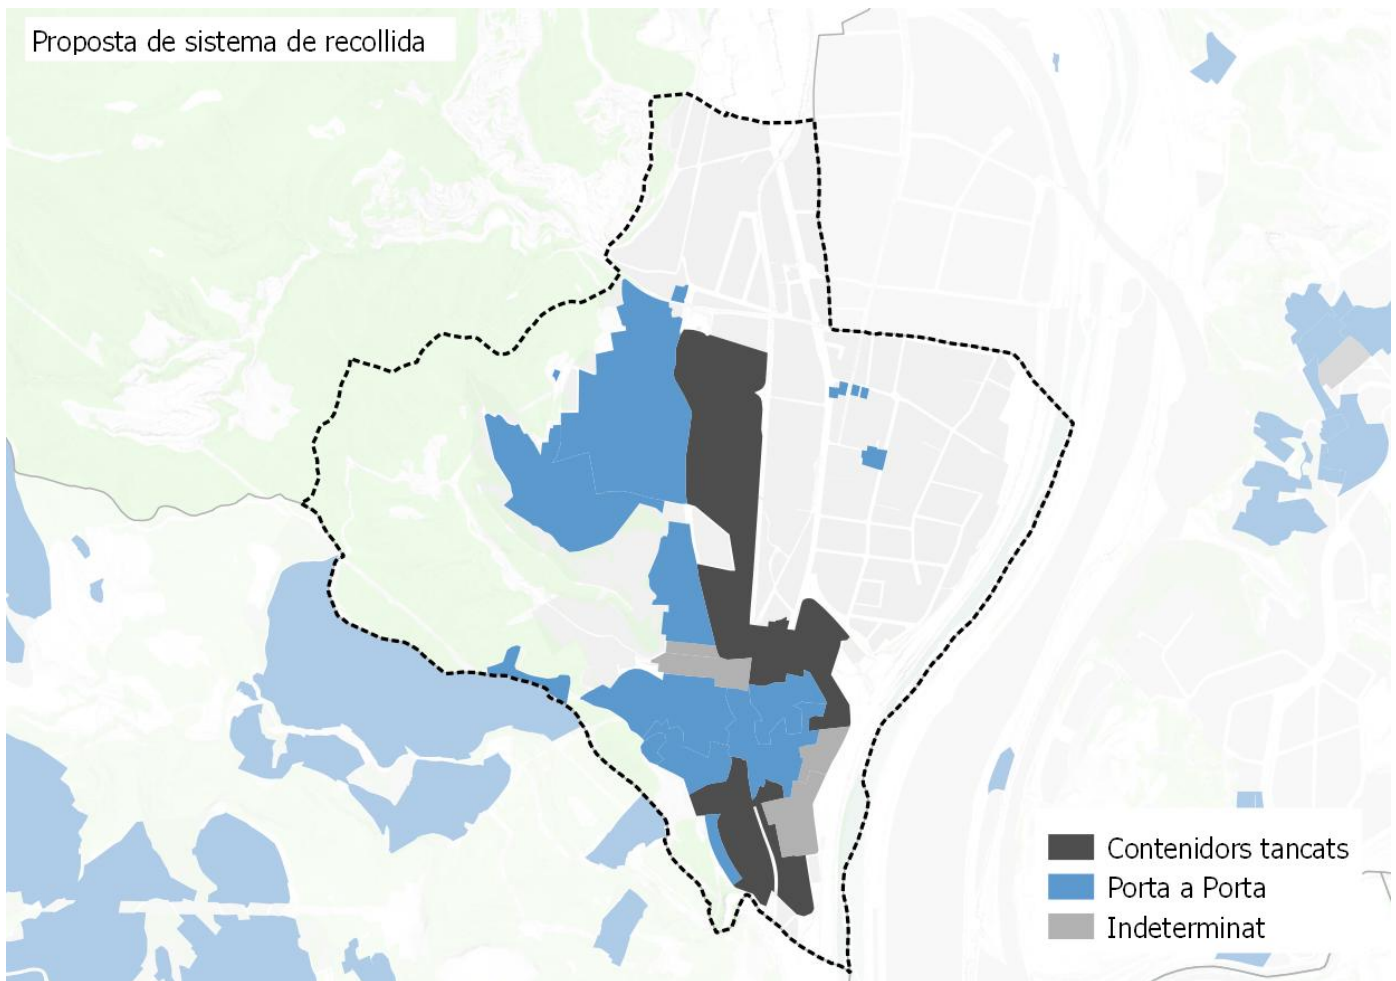 Proposta de sistema de recollida
Contenidors tancats
Porta a Porta
Indeterminat